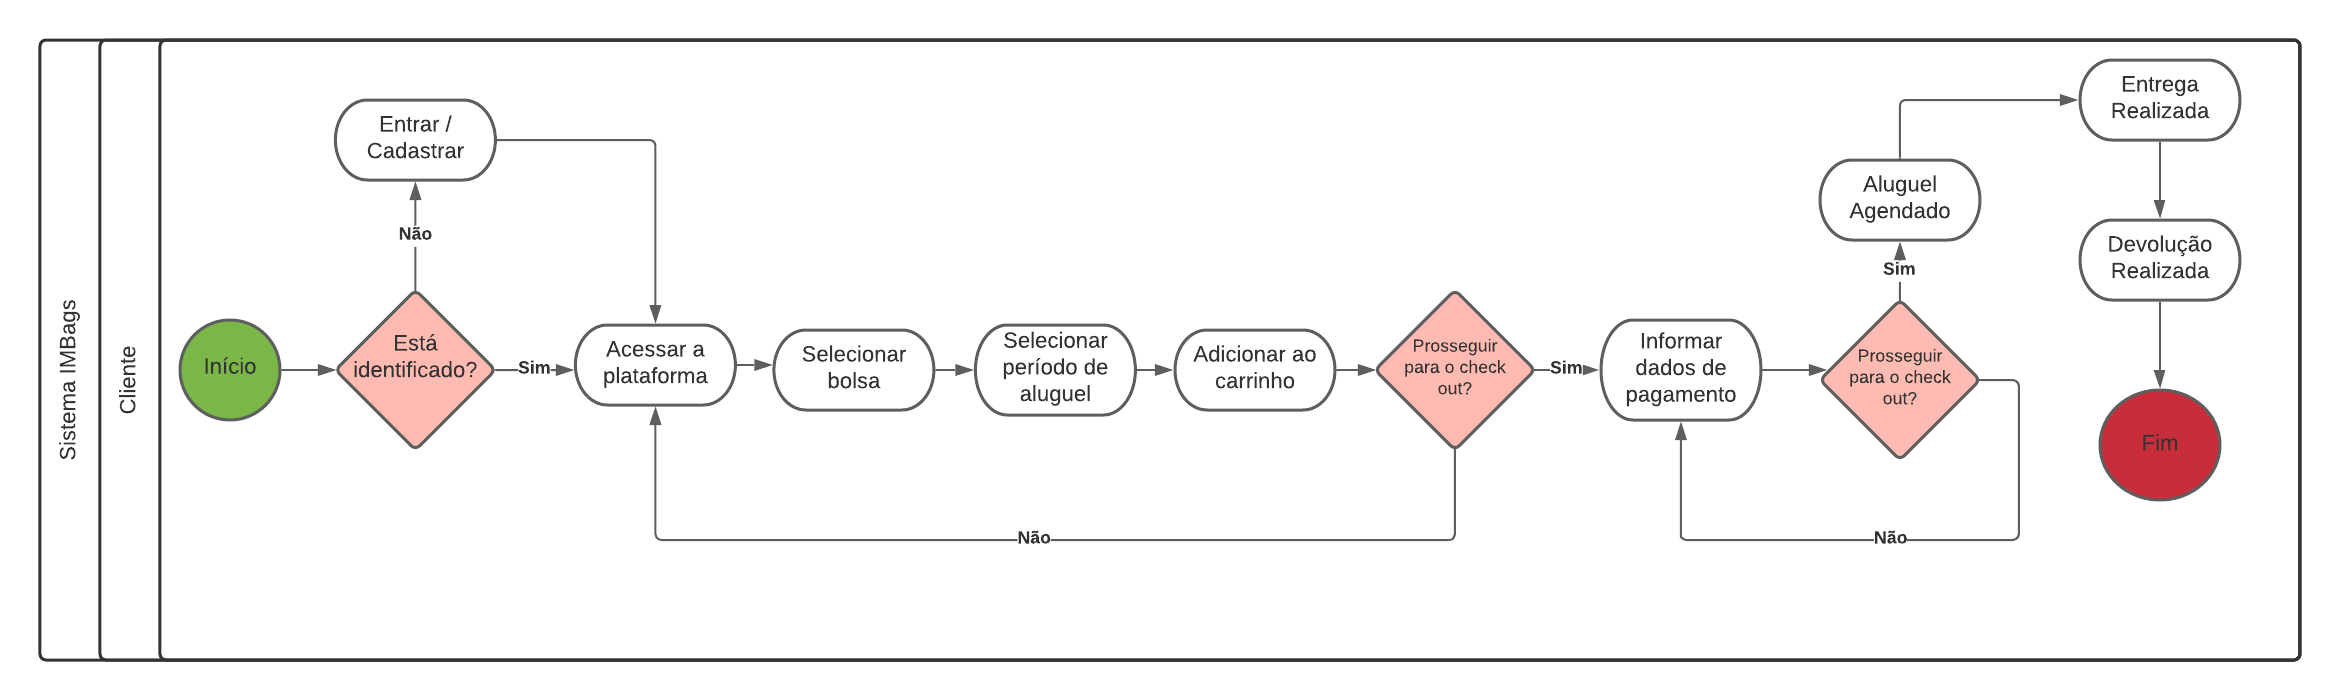 Sistema IMBags
Cliente
Início
Está
identificado?
Não
Entrar /
Cadastrar
Sim
Acessar a
plataforma
Selecionar
bolsa
Selecionar
período de
aluguel
Adicionar ao
carrinho
Prosseguir
para o check
out?
Não
Sim
Informar
dados de
pagamento
Prosseguir
para o check
out?
Não
Sim
Aluguel
Agendado
Entrega
Realizada
Devolução
Realizada
Fim